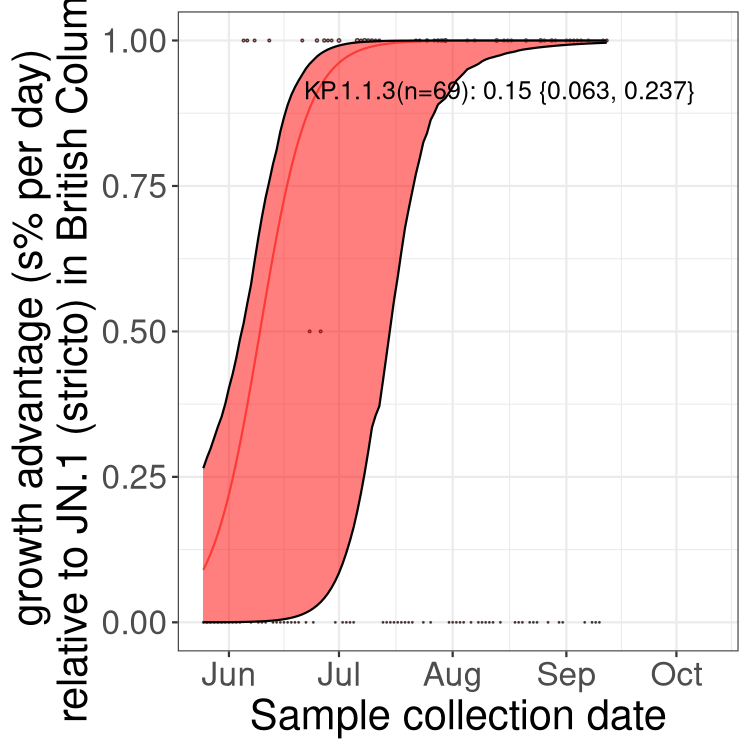 growth advantage (s% per day)
relative to JN.1 (stricto) in British Colum
1.00
0.75
0.50
0.25
0.00
KP.1.1.3(n=69): 0.15 {0.063, 0.237}
Jun Jul Aug Sep Oct
Sample collection date